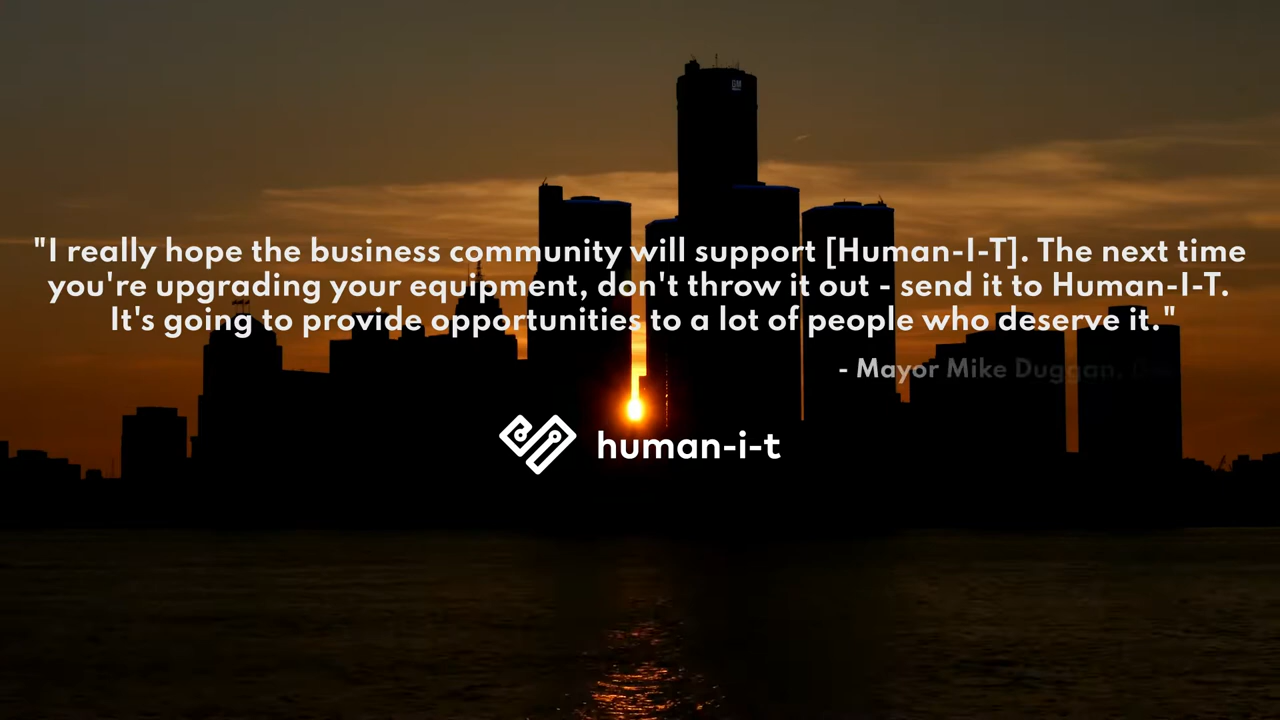 GM
"I really hope the business community will support [Human-I-T]. The next time
you're upgrading your equipment, don't throw it out - send it to Human-I-T.
It's going to provide opportunities to a lot of people who deserve it."
- Mayor Mike Duggan,
human-i-t